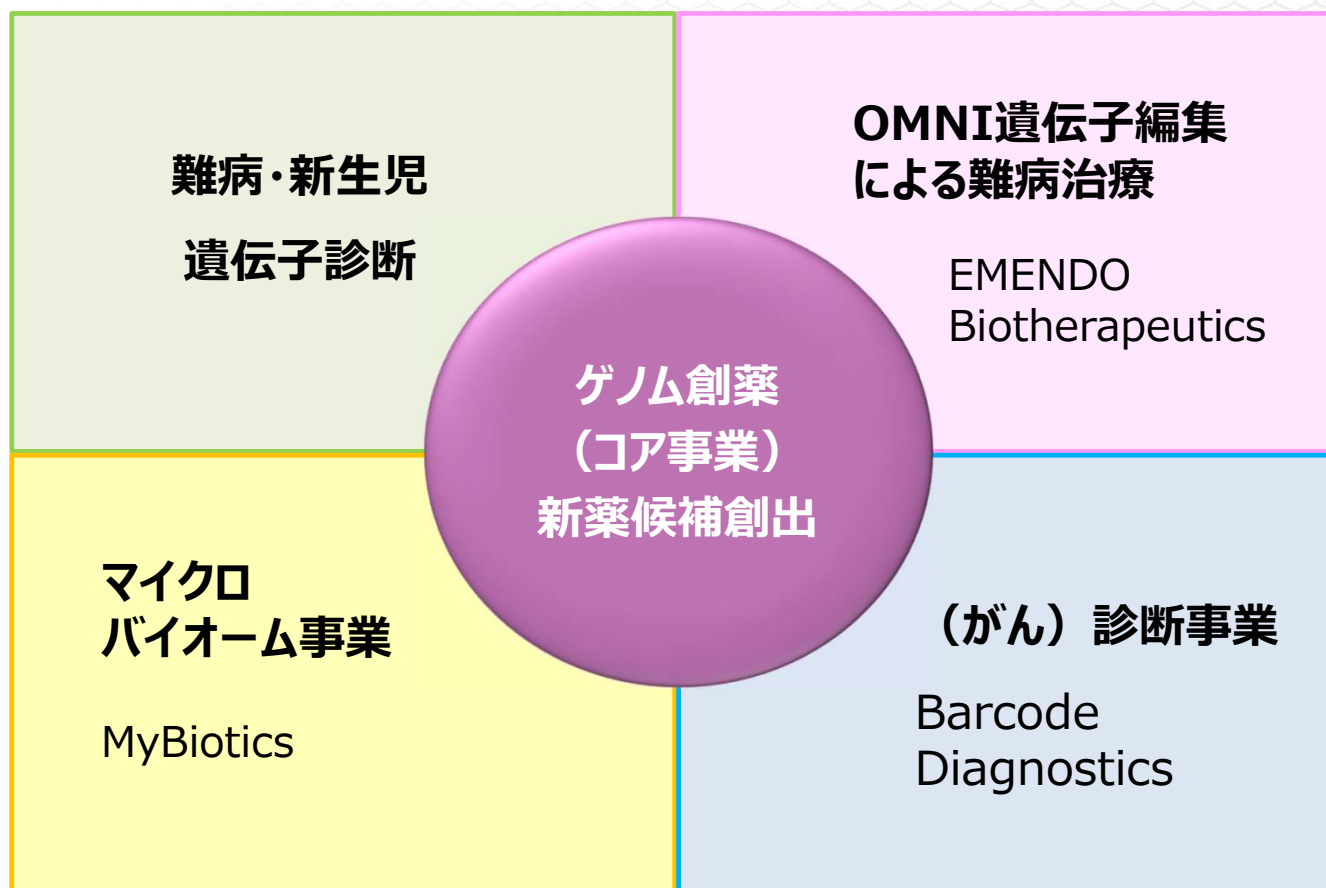 難病・新生児
遺伝子診断
OMNI遺伝子編集
による難病治療
EMENDO
Biotherapeutics
ゲノム創薬
（コア事業）
新薬候補創出
マイクロ
バイオーム事業
MyBiotics
（がん）診断事業
Barcode
Diagnostics